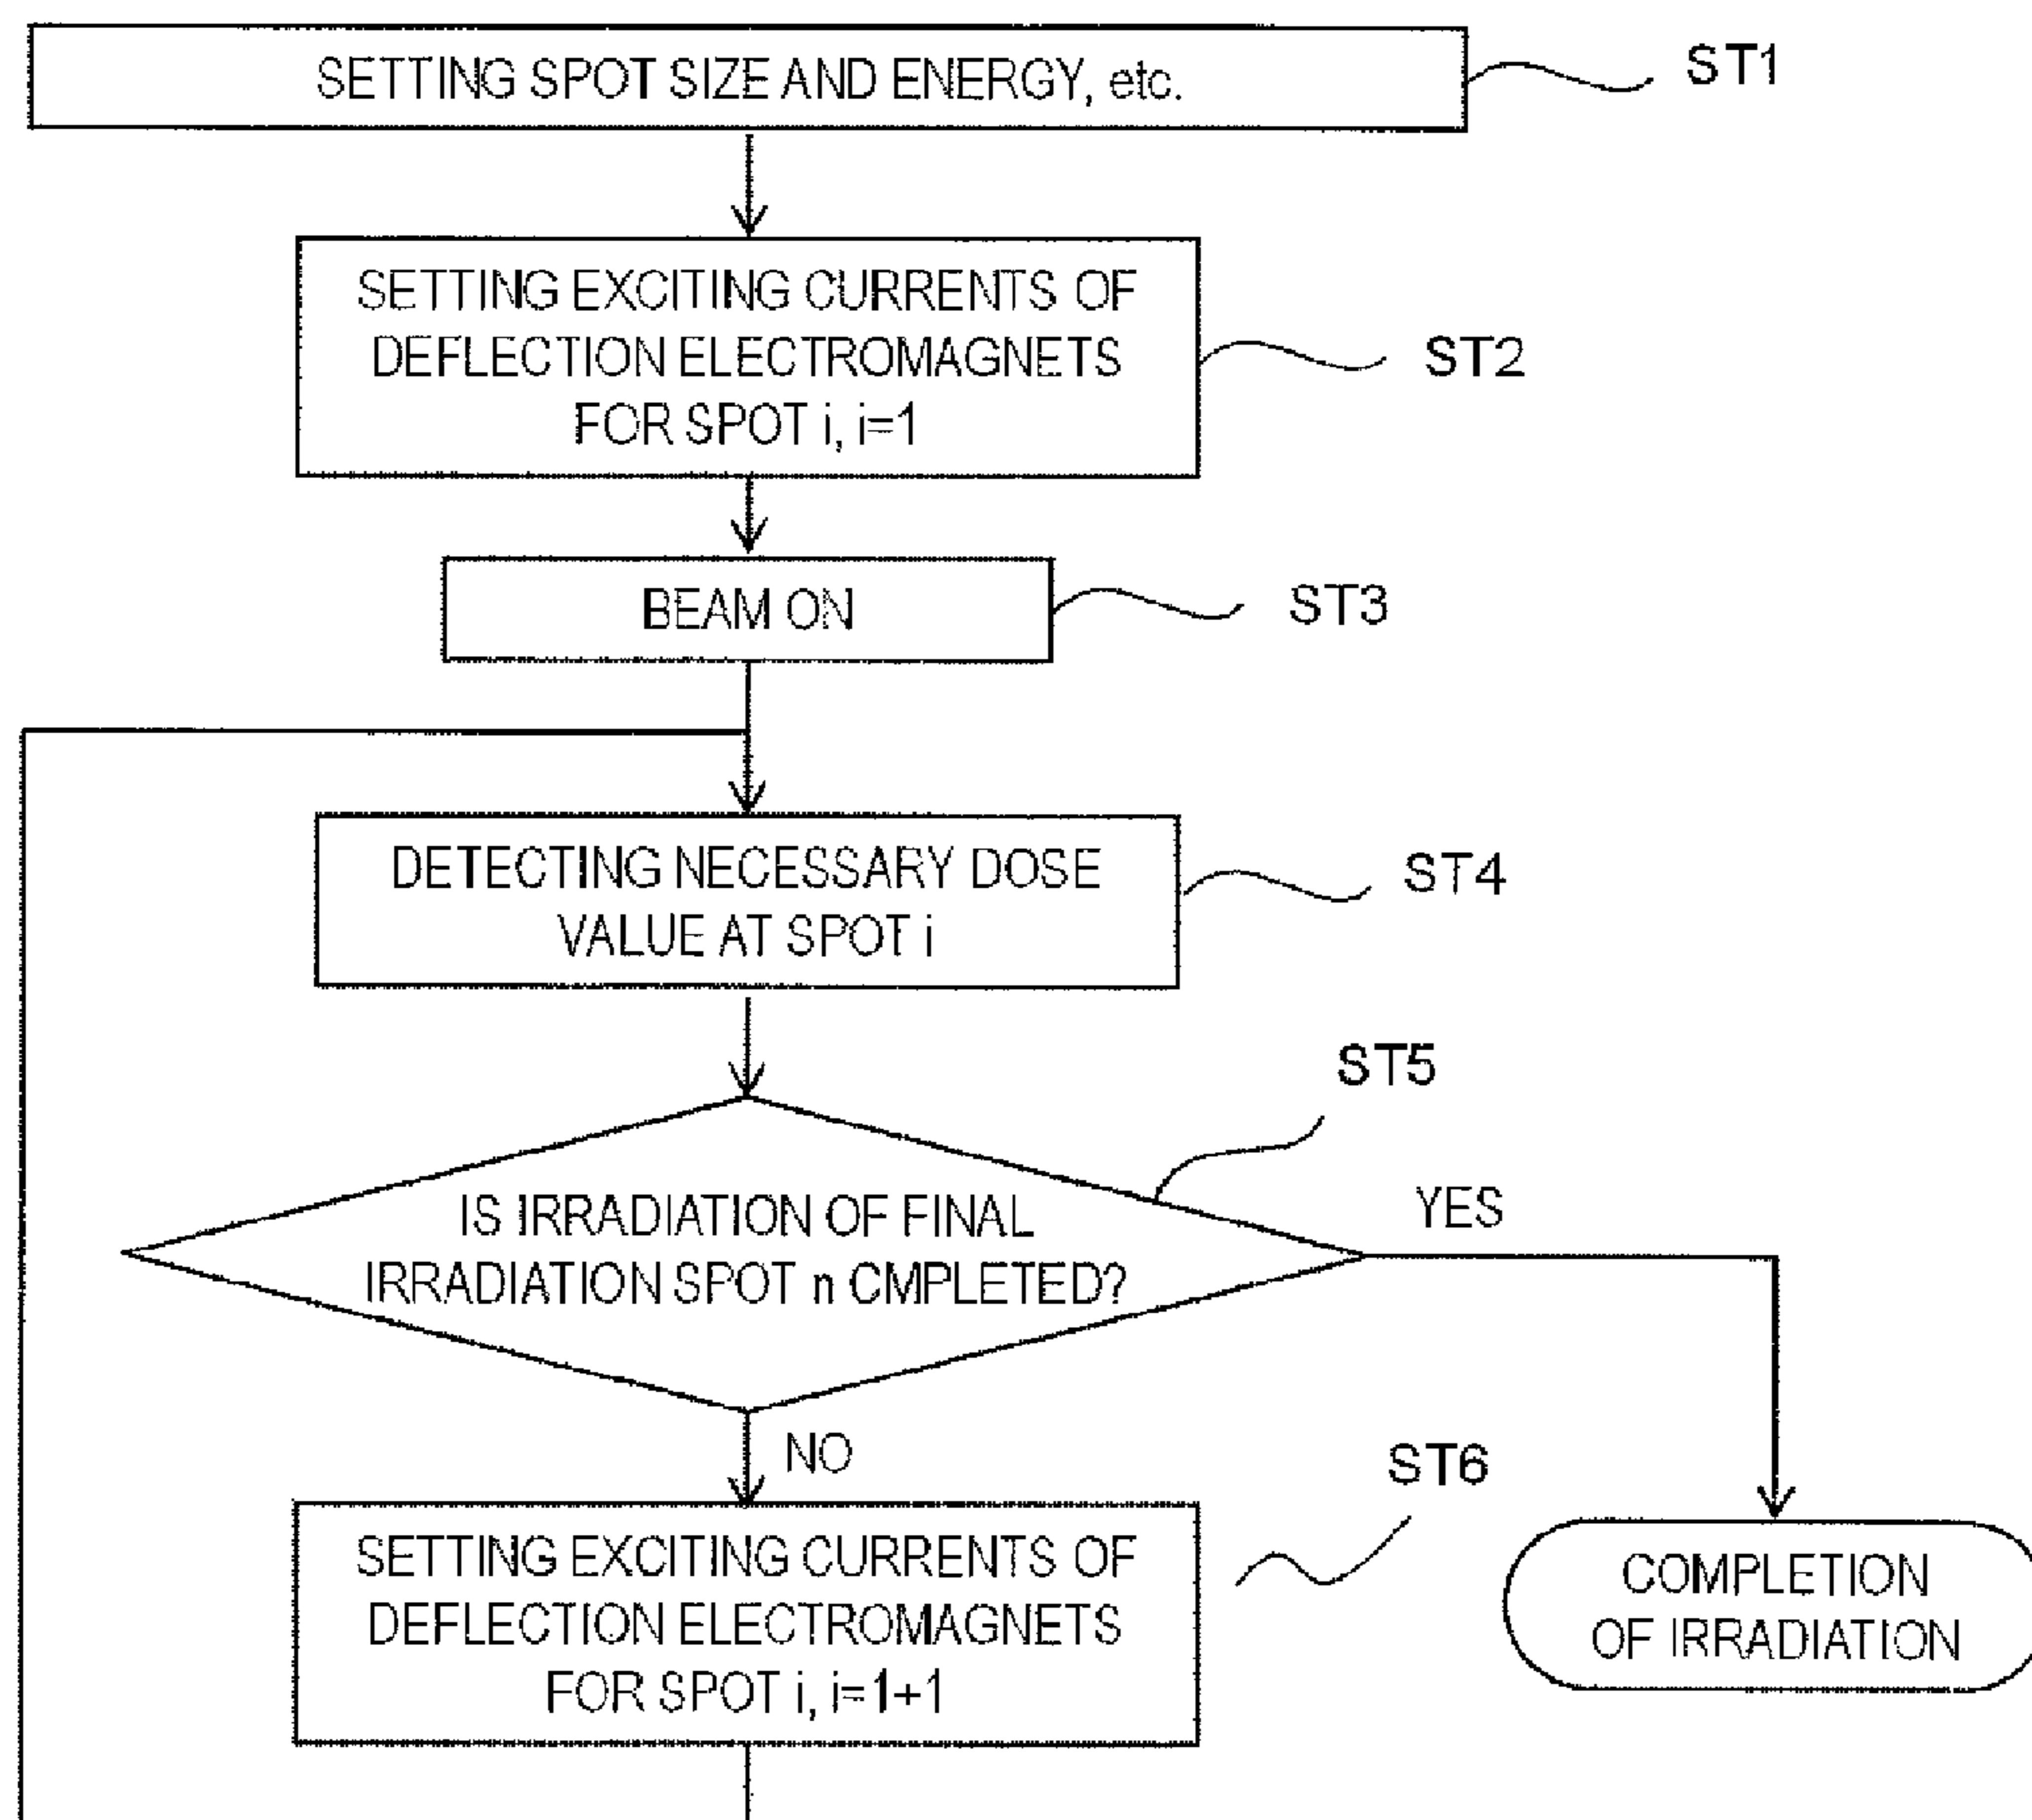 SETTING SPOT SIZE AND ENERGY, etc.
ST1
SETTING EXCITING CURRENTS OF
DEFLECTION ELECTROMAGNETS
FOR SPOT i, i=1
ST2
BEAM ON
ST3
DETECTING NECESSARY DOSE
VALUE AT SPOT i
ST4
ST5
IS IRRADIATION OF FINAL
IRRADIATION SPOT n CMPLETED?
YES
NO
ST6
SETTING EXCITING CURRENTS OF
DEFLECTION ELECTROMAGNETS
FOR SPOT i, i=1+1
COMPLETION
OF IRRADIATION